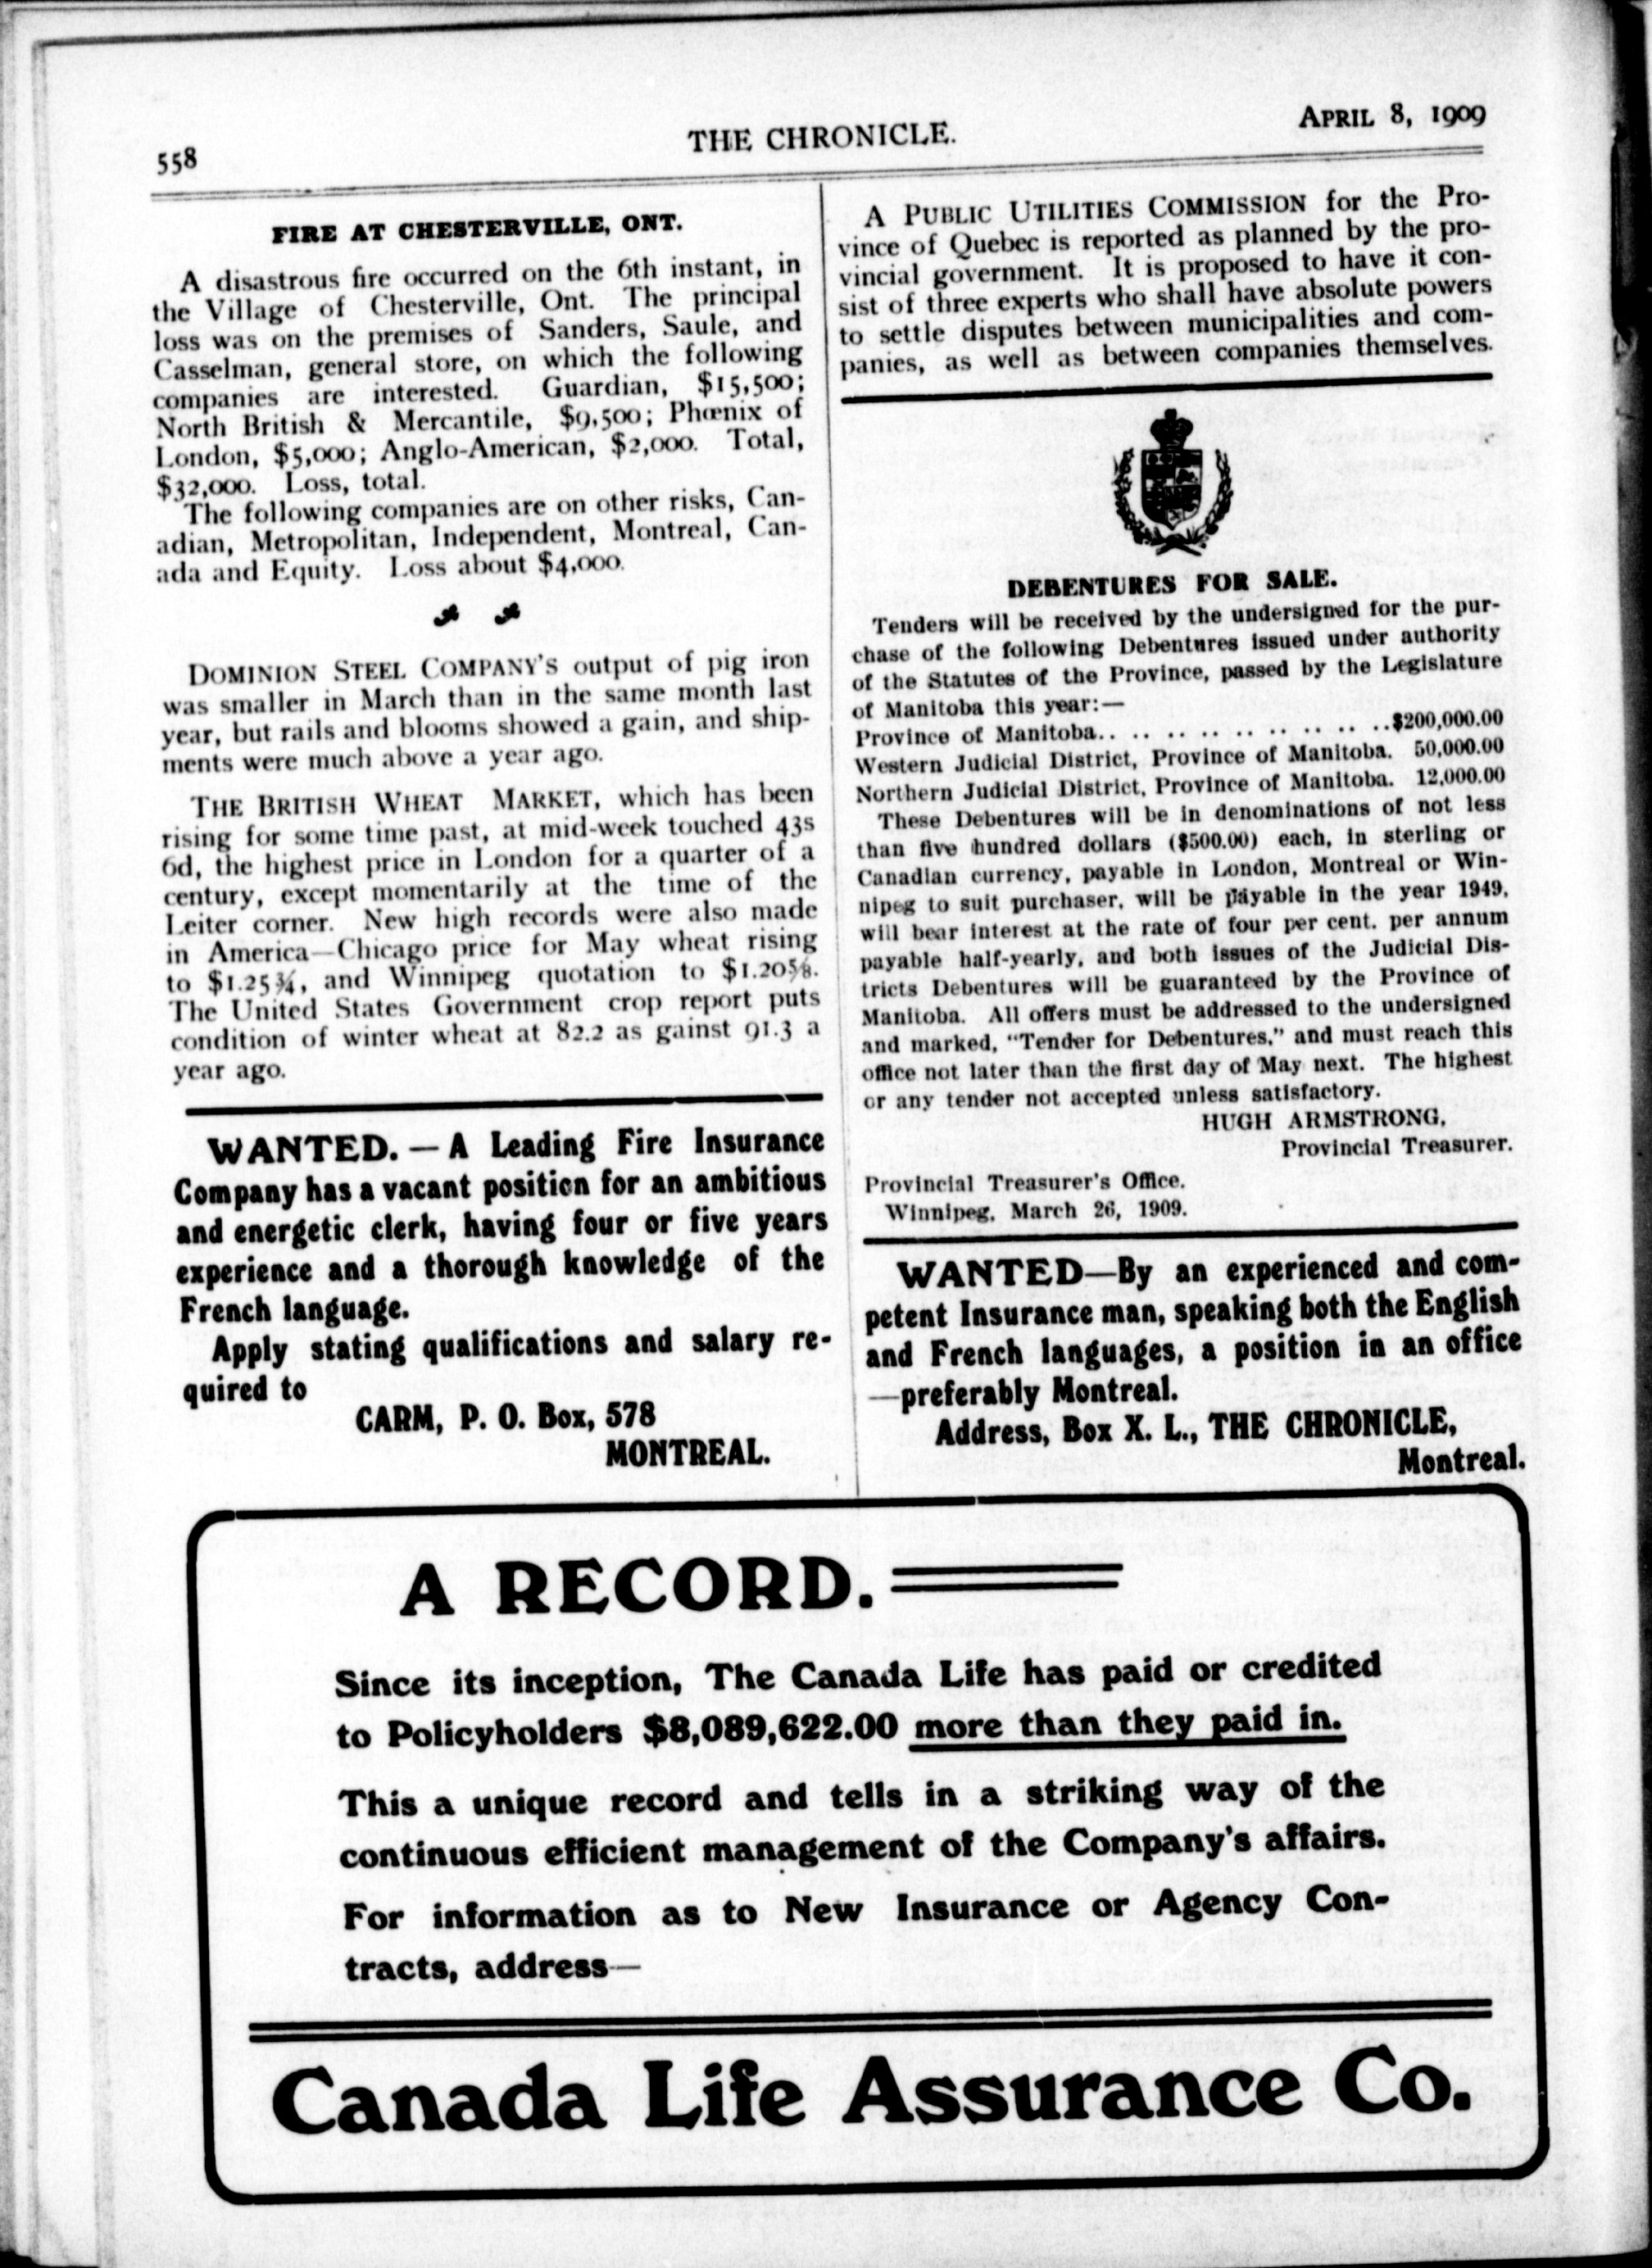 558
THE CHRONICLE.
APRIL 8, 1909
FIRE AT CHESTERVILLE, ONT.
A disastrous fire occurred on the 6th instant, in
the Village of Chesterville, Ont. The principal
loss was on the premises of Sanders, Saule, and
Casselman, general store, on which the following
companies are interested. Guardian, $15,500;
North British & Mercantile, $9,500; Phœnix of
London, $5,000; Anglo-American, $2,000. Total,
$32,000. Loss, total.
The following companies are on other risks, Can-
adian, Metropolitan, Independent, Montreal, Can-
ada and Equity. Loss about $4,000.
DOMINION STEEL COMPANY'S output of pig iron
was smaller in March than in the same month last
year, but rails and blooms showed a gain, and ship-
ments were much above a year ago.
THE BRITISH WHEAT MARKET, which has been
rising for some time past, at mid-week touched 43s
6d, the highest price in London for a quarter of a
century, except momentarily at the time of the
Leiter corner. New high records were also made
in America—Chicago price for May wheat rising
to $1.25¾, and Winnipeg quotation to $1.20⅝.
The United States Government crop report puts
condition of winter wheat at 82.2 as gainst 91.3 a
year ago.
WANTED. — A Leading Fire Insurance
Company has a vacant position for an ambitious
and energetic clerk, having four or five years
experience and a thorough knowledge of the
French language.
Apply stating qualifications and salary re-
quired to
CARM, P. O. Box, 578
MONTREAL.
A PUBLIC UTILITIES COMMISSION for the Pro-
vince of Quebec is reported as planned by the pro-
vincial government. It is proposed to have it con-
sist of three experts who shall have absolute powers
to settle disputes between municipalities and com-
panies, as well as between companies themselves.
DEBENTURES FOR SALE.
Tenders will be received by the undersigned for the pur-
chase of the following Debentures issued under authority
of the Statutes of the Province, passed by the Legislature
of Manitoba this year:—
Province of Manitoba.. .. .. .. .. .. .. .. ..$200,000.00
Western Judicial District, Province of Manitoba. 50,000.00
Northern Judicial District, Province of Manitoba. 12,000.00
These Debentures will be in denominations of not less
than five hundred dollars ($500.00) each, in sterling or
Canadian currency, payable in London, Montreal or Win-
nipeg to suit purchaser, will be payable in the year 1949,
will bear interest at the rate of four per cent. per annum
payable half-yearly, and both issues of the Judicial Dis-
tricts Debentures will be guaranteed by the Province of
Manitoba. All offers must be addressed to the undersigned
and marked, "Tender for Debentures," and must reach this
office not later than the first day of May next. The highest
or any tender not accepted unless satisfactory.
HUGH ARMSTRONG,
Provincial Treasurer.
Provincial Treasurer's Office.
Winnipeg, March 26, 1909.
WANTED—By an experienced and com-
petent Insurance man, speaking both the English
and French languages, a position in an office
—preferably Montreal.
Address, Box X. L., THE CHRONICLE,
Montreal.
A RECORD.
Since its inception, The Canada Life has paid or credited
to Policyholders $8,089,622.00 more than they paid in.
This a unique record and tells in a striking way of the
continuous efficient management of the Company's affairs.
For information as to New Insurance or Agency Con-
tracts, address—
Canada Life Assurance Co.